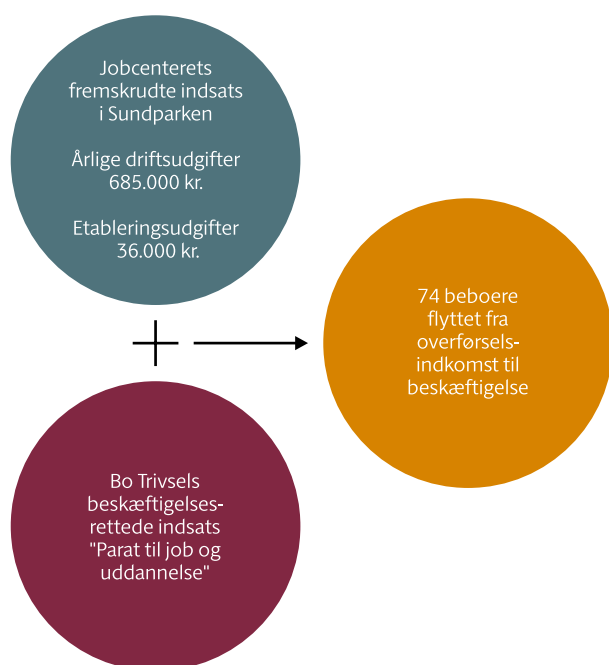 Jobcenterets
fremskrudte indsats
i Sundparken
Årlige driftsudgifter
685.000 kr.
Etableringsudgifter
36.000 kr.
74 beboere
flyttet fra
overførsels-
indkomst til
beskæftigelse
Bo Trivsels
beskæftigelses-
rettede indsats
"Parat til job og
uddannelse"